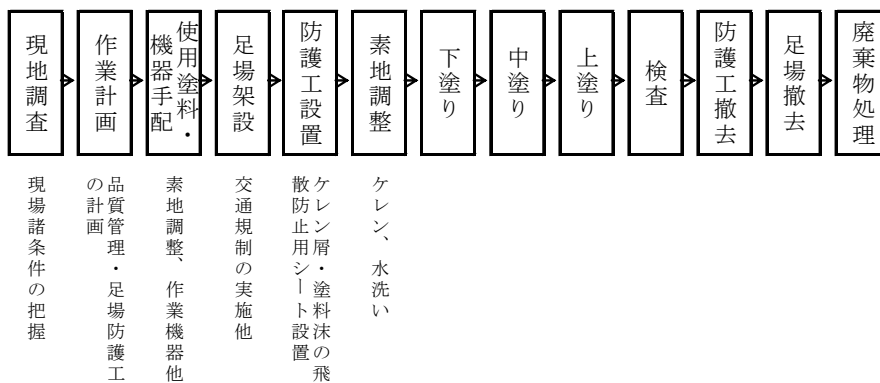 現地調査
作業計画
使用塗料・
機器手配
足場架設
防護工設置
素地調整
下塗り
中塗り
上塗り
検査
防護工撤去
足場撤去
廃棄物処理
現場諸条件の把握
品質管理・足場防護工
の計画
素地調整、作業機器他
交通規制の実施他
ケレン屑・塗料沫の飛
散防止用シート設置
ケレン、水洗い